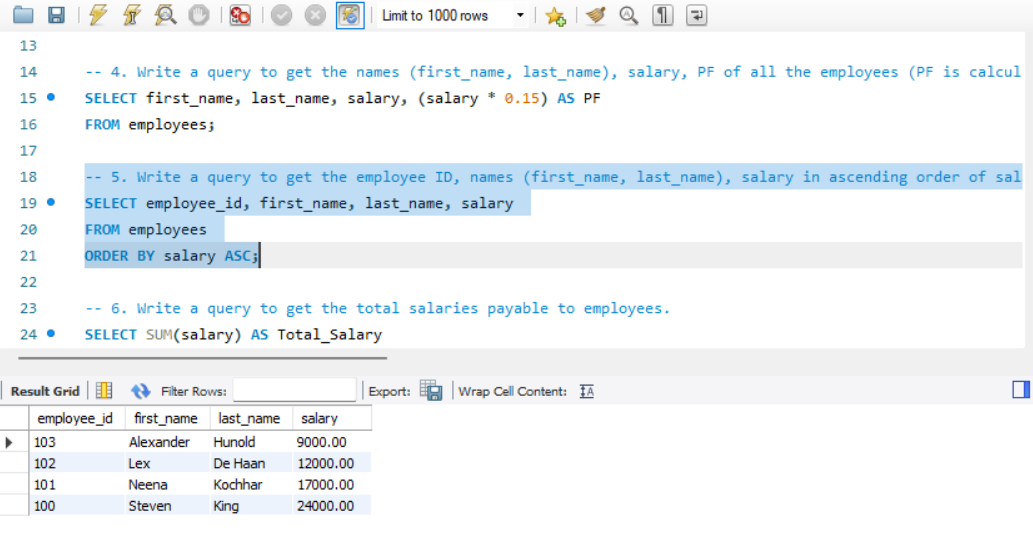 Limit to 1000 rows
13
14 -- 4. Write a query to get the names (first_name, last_name), salary, PF of all the employees (PF is calcul
15 SELECT first_name, last_name, salary, (salary * 0.15) AS PF
16 FROM employees;
17
18 -- 5. Write a query to get the employee ID, names (first_name, last_name), salary in ascending order of sal
19 SELECT employee_id, first_name, last_name, salary
20 FROM employees
21 ORDER BY salary ASC;
22
23 -- 6. Write a query to get the total salaries payable to employees.
24 SELECT SUM(salary) AS Total_Salary
Result Grid Filter Rows: Export: Wrap Cell Content:
employee_id first_name last_name salary
103 Alexander Hunold 9000.00
102 Lex De Haan 12000.00
101 Neena Kochhar 17000.00
100 Steven King 24000.00